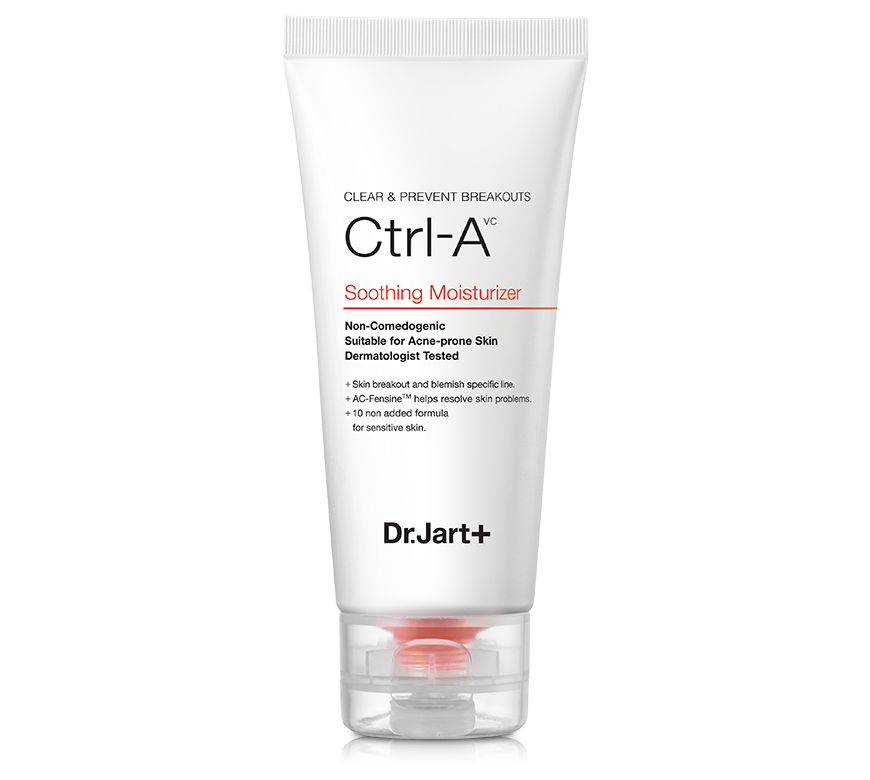 CLEAR & PREVENT BREAKOUTS
Ctrl-A VC
Soothing Moisturizer
Non-Comedogenic
Suitable for Acne-prone Skin
Dermatologist Tested
+ Skin breakout and blemish specific line.
+ AC-Fensine™ helps resolve skin problems.
+ 10 non added formula
for sensitive skin.
Dr.Jart+